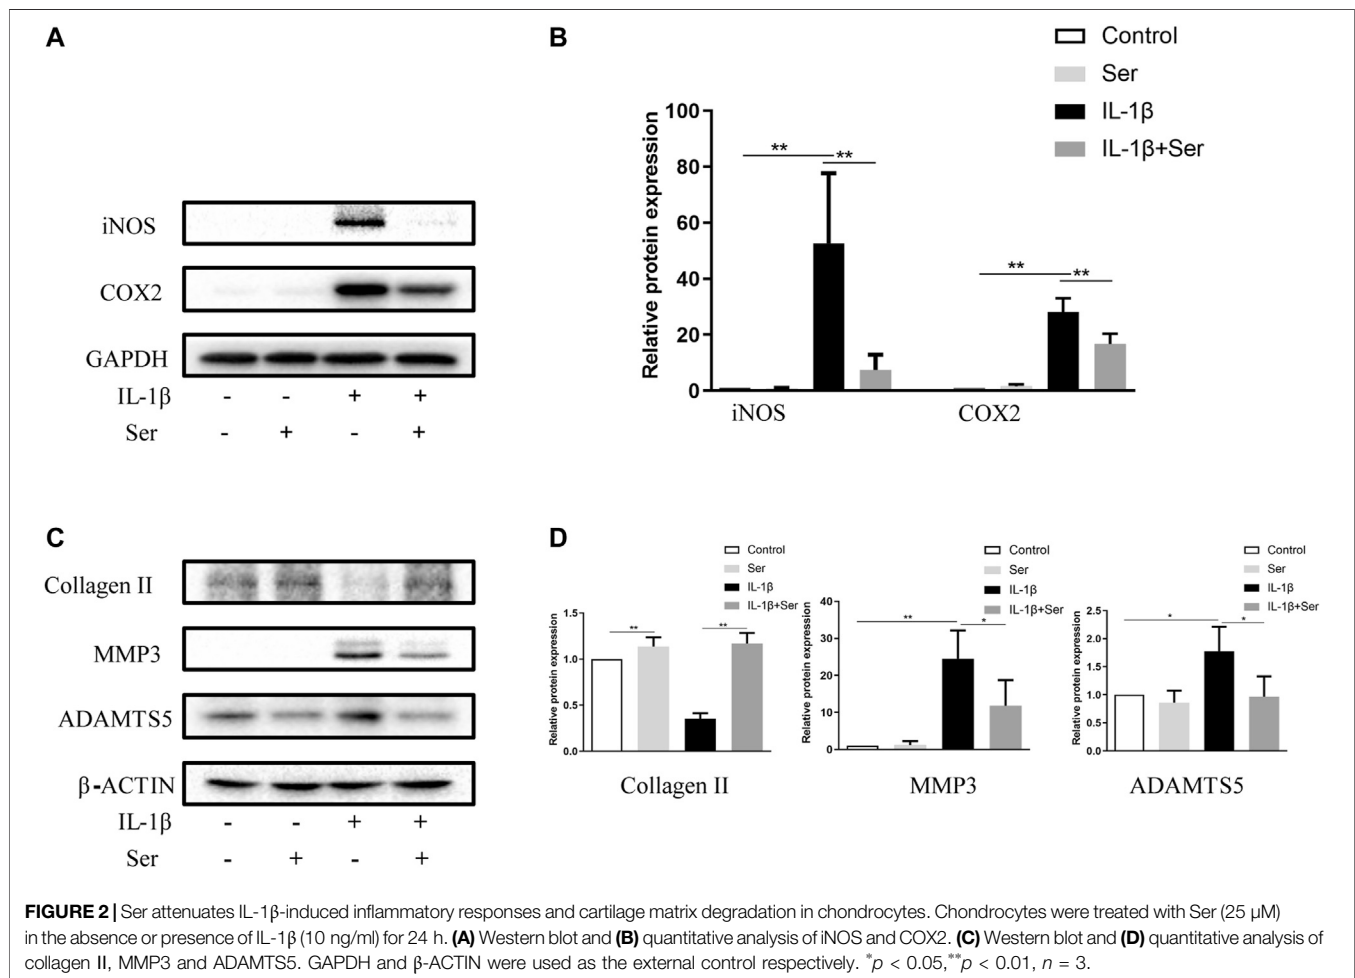 A
iNOS
COX2
GAPDH
IL-1β - - + +
Ser - + - +
B
Control
Ser
IL-1β
IL-1β+Ser
Relative protein expression
100
80
60
40
20
0
** **
** **
iNOS COX2
C
Collagen II
MMP3
ADAMTS5
β-ACTIN
IL-1β - - + +
Ser - + - +
D
Control
Ser
IL-1β
IL-1β+Ser
Relative protein expression
1.5
1.0
0.5
0.0
** **
Collagen II
Control
Ser
IL-1β
IL-1β+Ser
Relative protein expression
40
30
20
10
0
** *
MMP3
Control
Ser
IL-1β
IL-1β+Ser
Relative protein expression
2.5
2.0
1.5
1.0
0.5
0.0
* *
ADAMTS5
FIGURE 2 | Ser attenuates IL-1β-induced inflammatory responses and cartilage matrix degradation in chondrocytes. Chondrocytes were treated with Ser (25 μM)
in the absence or presence of IL-1β (10 ng/ml) for 24 h. (A) Western blot and (B) quantitative analysis of iNOS and COX2. (C) Western blot and (D) quantitative analysis of
collagen II, MMP3 and ADAMTS5. GAPDH and β-ACTIN were used as the external control respectively. *p < 0.05,**p < 0.01, n = 3.